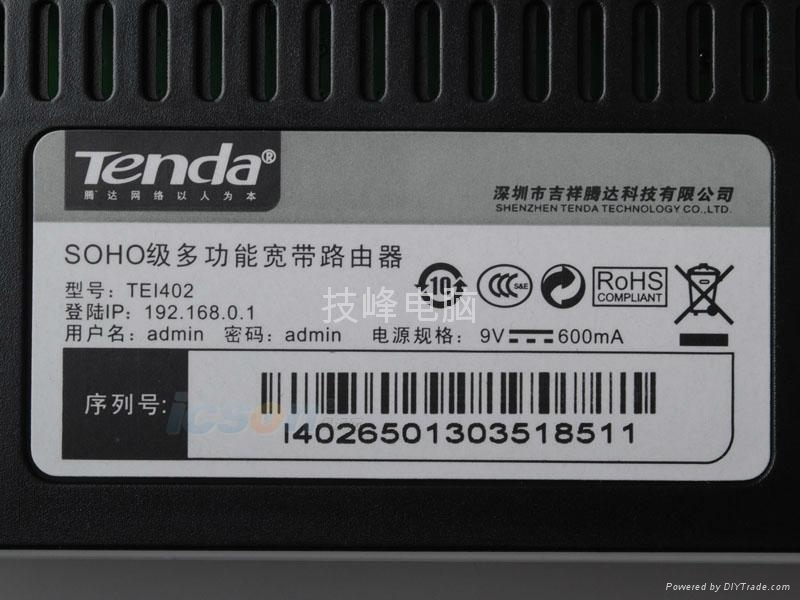 Tenda®
腾达 网络以人为本
深圳市吉祥腾达科技有限公司
SHENZHEN TENDA TECHNOLOGY CO.,LTD.
SOHO级多功能宽带路由器
型号：TEI402
登陆IP：192.168.0.1
用户名：admin 密码：admin 电源规格：9V 600mA
10
CCC S&E
RoHS
COMPLIANT
技峰电脑
序列号:
icson
I4026501303518511
Powered by DIYTrade.com